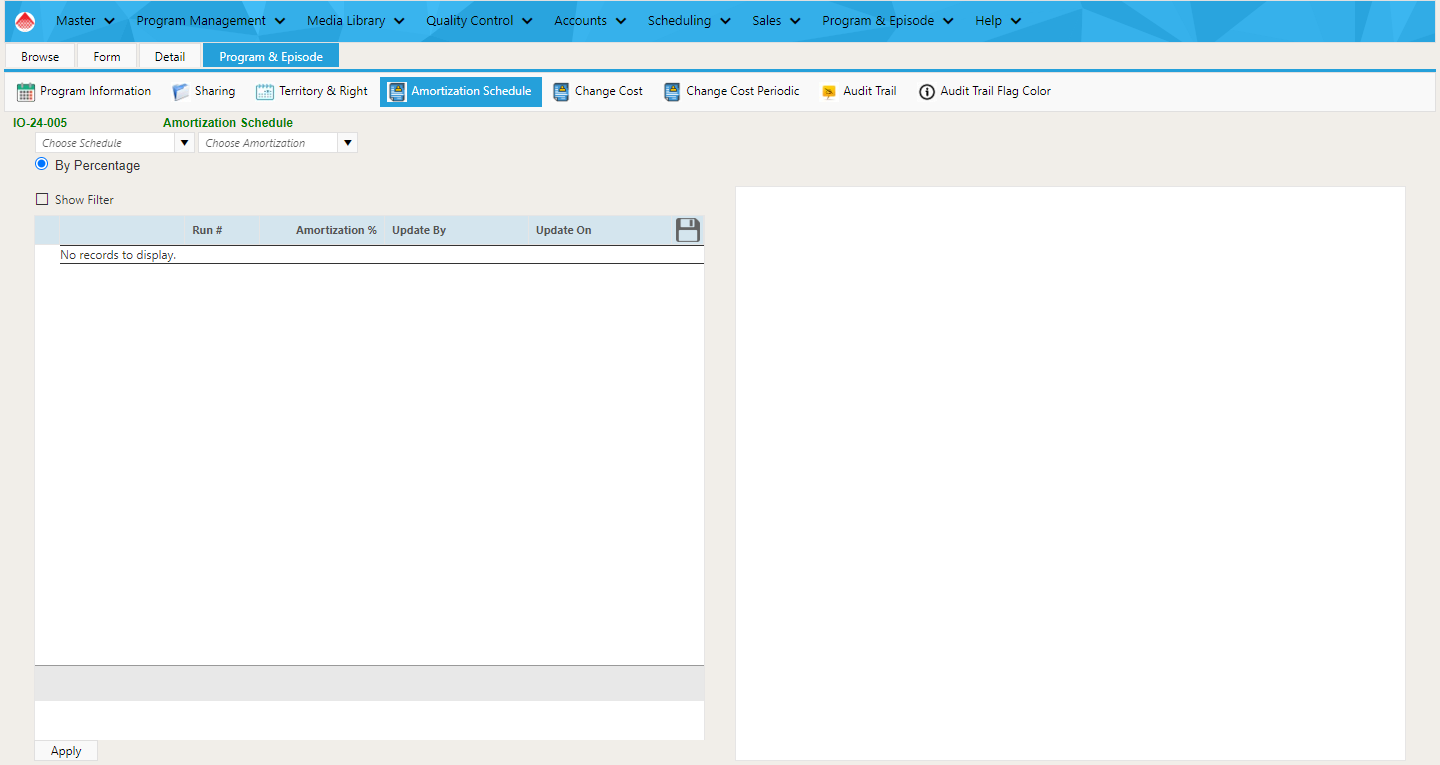 Master Program Management Media Library Quality Control Accounts Scheduling Sales Program & Episode Help
Browse Form Detail Program & Episode
Program Information Sharing Territory & Right Amortization Schedule Change Cost Change Cost Periodic Audit Trail Audit Trail Flag Color
IO-24-005 Amortization Schedule
Choose Schedule Choose Amortization
By Percentage
Show Filter
Run # Amortization % Update By Update On
No records to display.
Apply